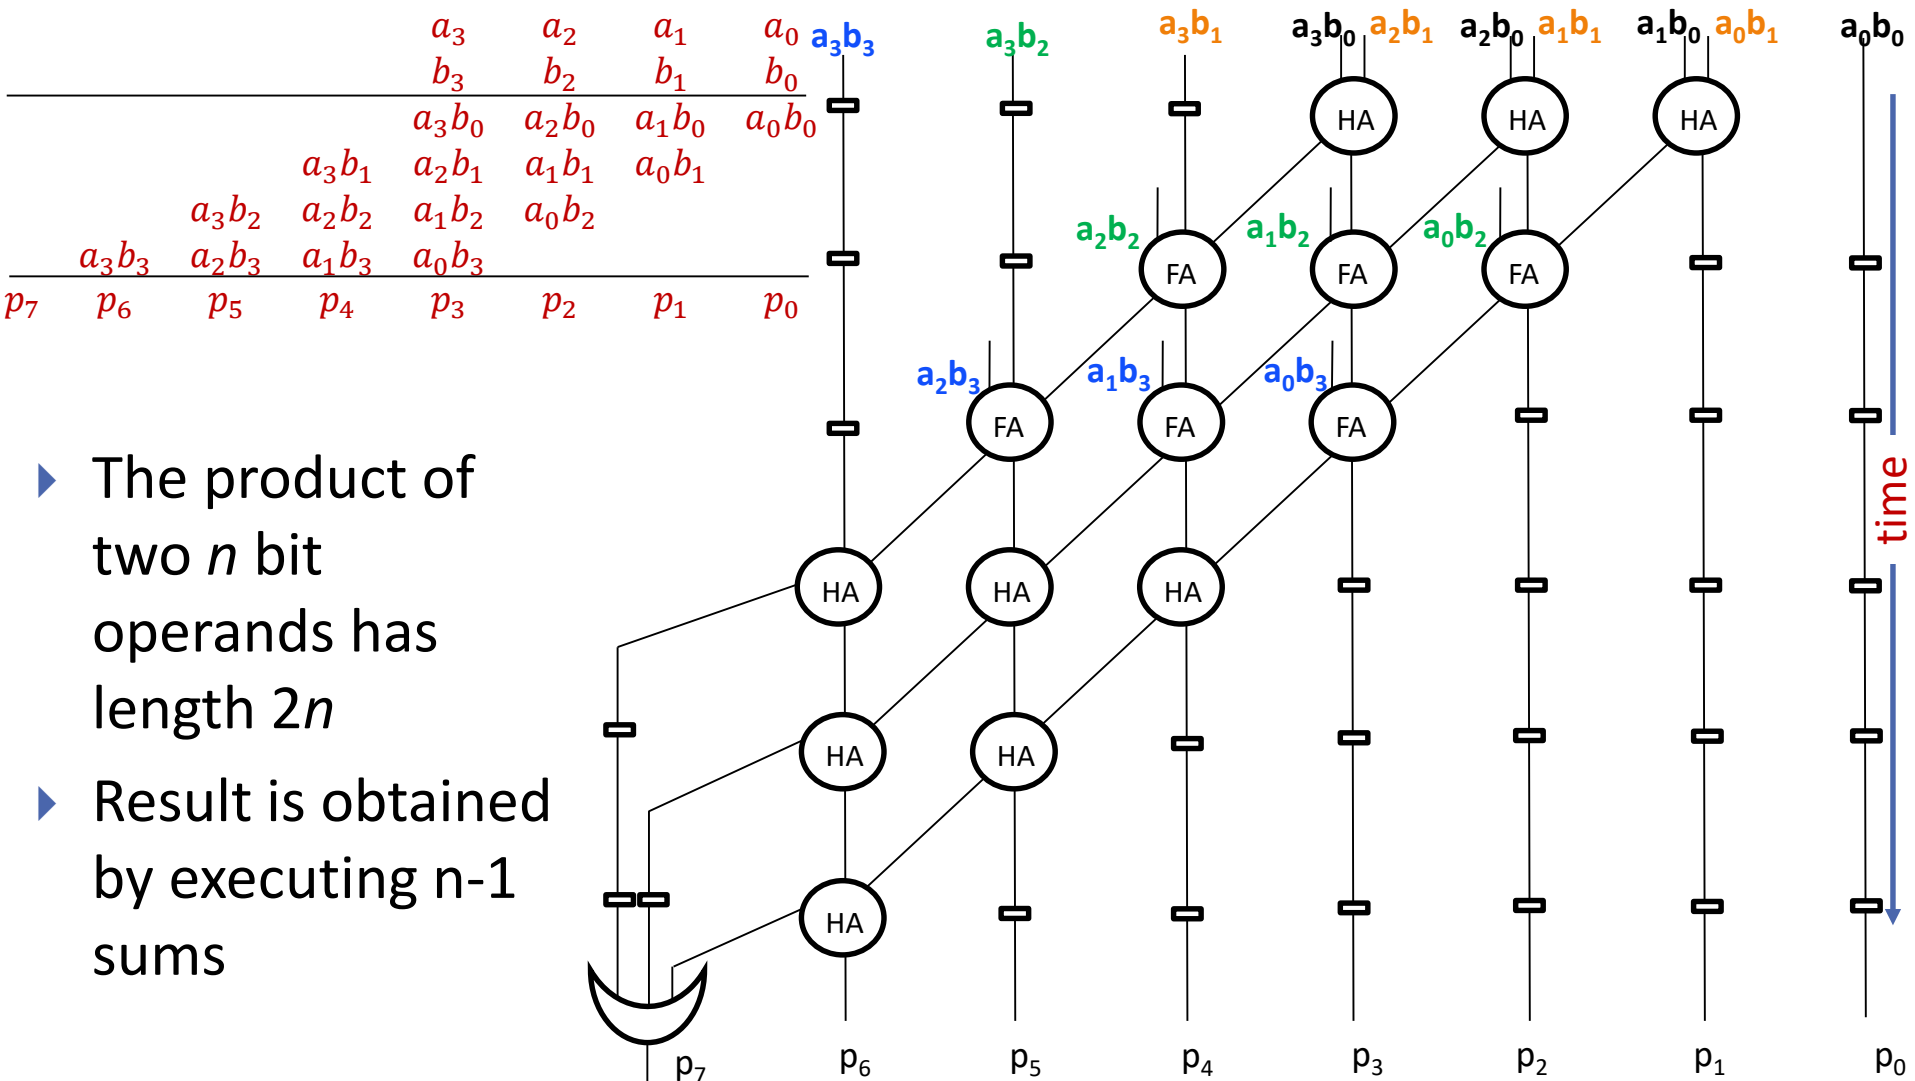 a₃ a₂ a₁ a₀
b₃ b₂ b₁ b₀
a₃b₀ a₂b₀ a₁b₀ a₀b₀
a₃b₁ a₂b₁ a₁b₁ a₀b₁
a₃b₂ a₂b₂ a₁b₂ a₀b₂
a₃b₃ a₂b₃ a₁b₃ a₀b₃
p₇ p₆ p₅ p₄ p₃ p₂ p₁ p₀
The product of
two n bit
operands has
length 2n
Result is obtained
by executing n-1
sums
a₃b₃ a₃b₂ a₃b₁ a₃b₀ a₂b₁ a₂b₀ a₁b₁ a₁b₀ a₀b₁ a₀b₀
HA HA HA
a₂b₂ a₁b₂ a₀b₂
FA FA FA
a₂b₃ a₁b₃ a₀b₃
FA FA FA
HA HA HA
HA HA
HA
p₇ p₆ p₅ p₄ p₃ p₂ p₁ p₀
time